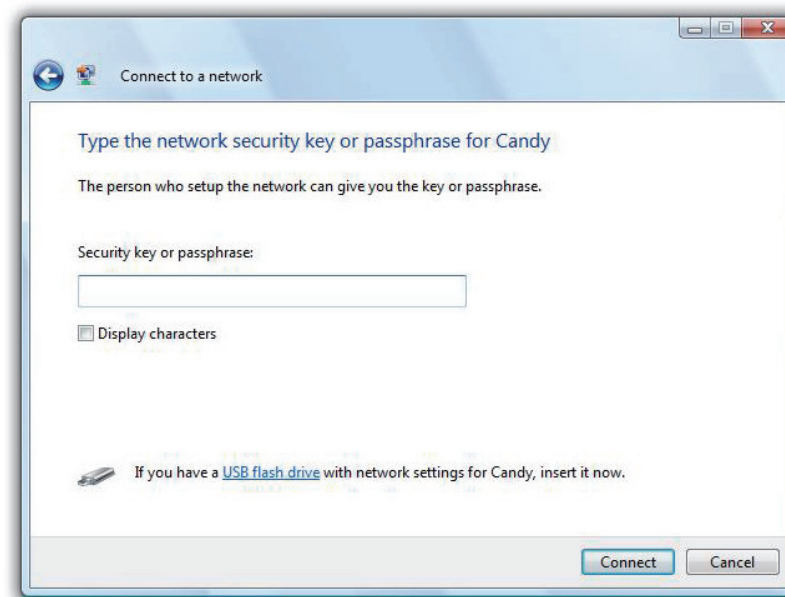 Connect to a network
Type the network security key or passphrase for Candy
The person who setup the network can give you the key or passphrase.
Security key or passphrase:
Display characters
If you have a USB flash drive with network settings for Candy, insert it now.
Connect Cancel